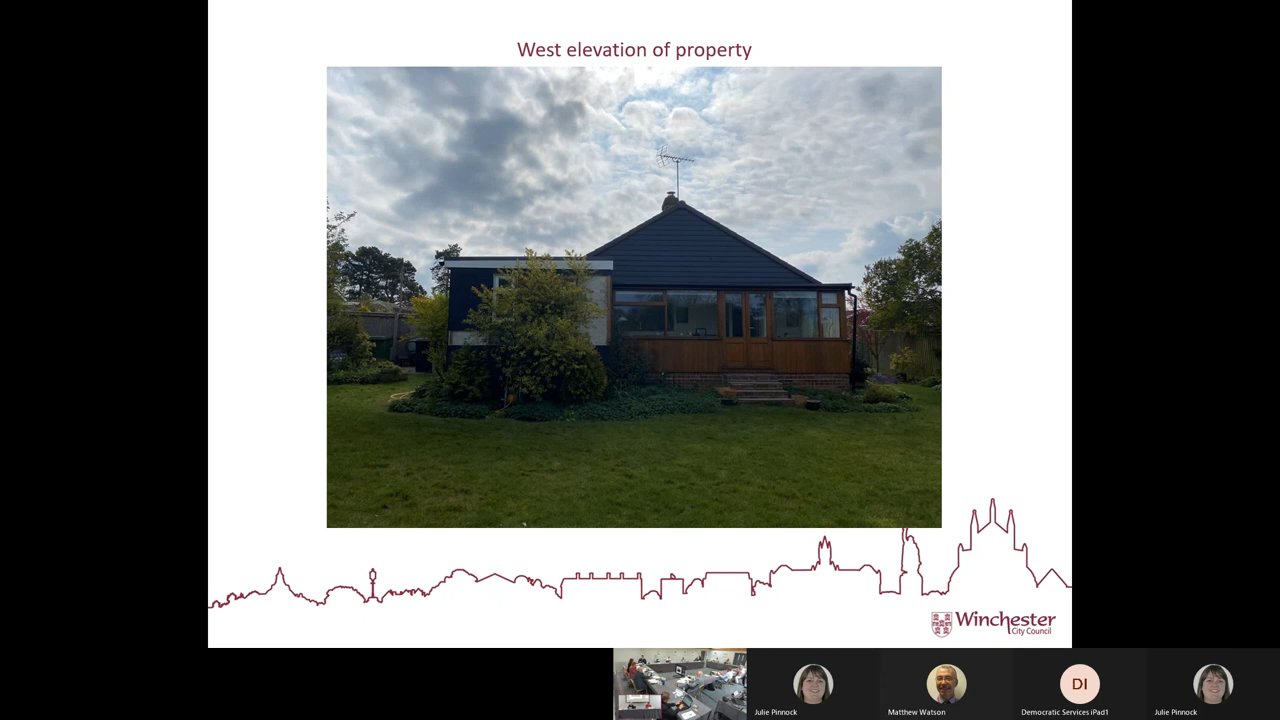 West elevation of property
Winchester
City Council
Julie Pinnock
Matthew Watson
DI
Democratic Services iPad1
Julie Pinnock